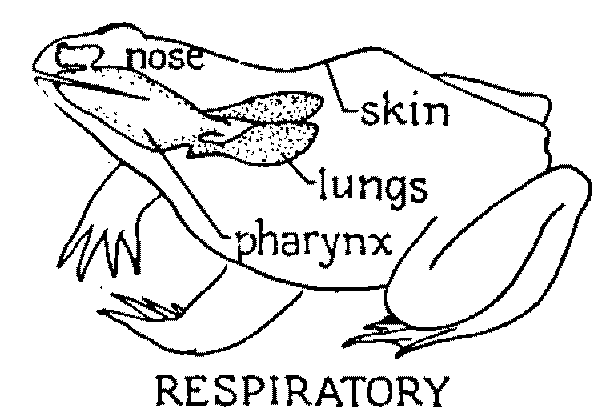 nose
skin
lungs
pharynx
RESPIRATORY